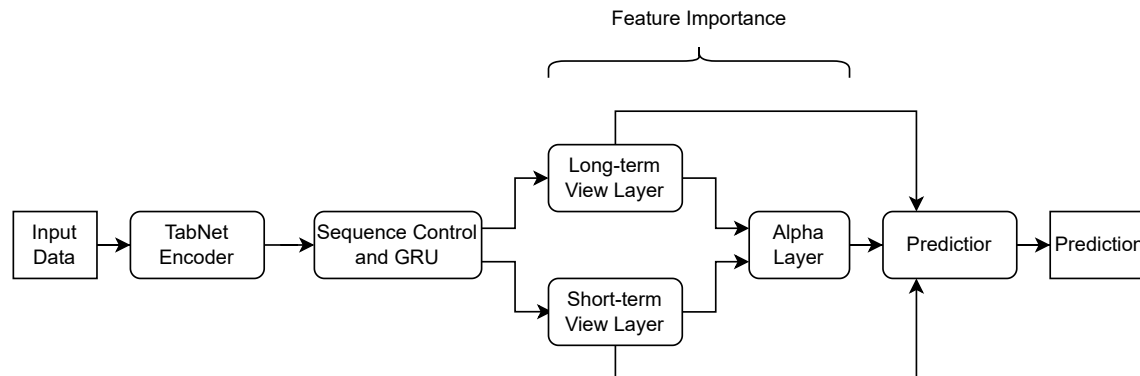 Feature Importance
Long-term
View Layer
Input
Data
TabNet
Encoder
Sequence Control
and GRU
Alpha
Layer
Predictior
Prediction
Short-term
View Layer